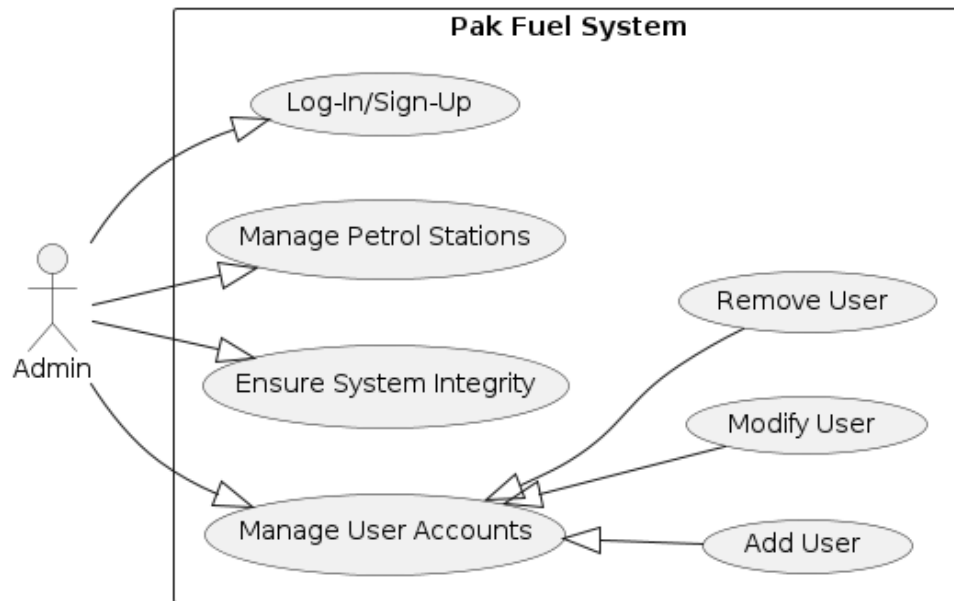 Pak Fuel System
Log-In/Sign-Up
Manage Petrol Stations
Remove User
Admin
Ensure System Integrity
Modify User
Manage User Accounts
Add User